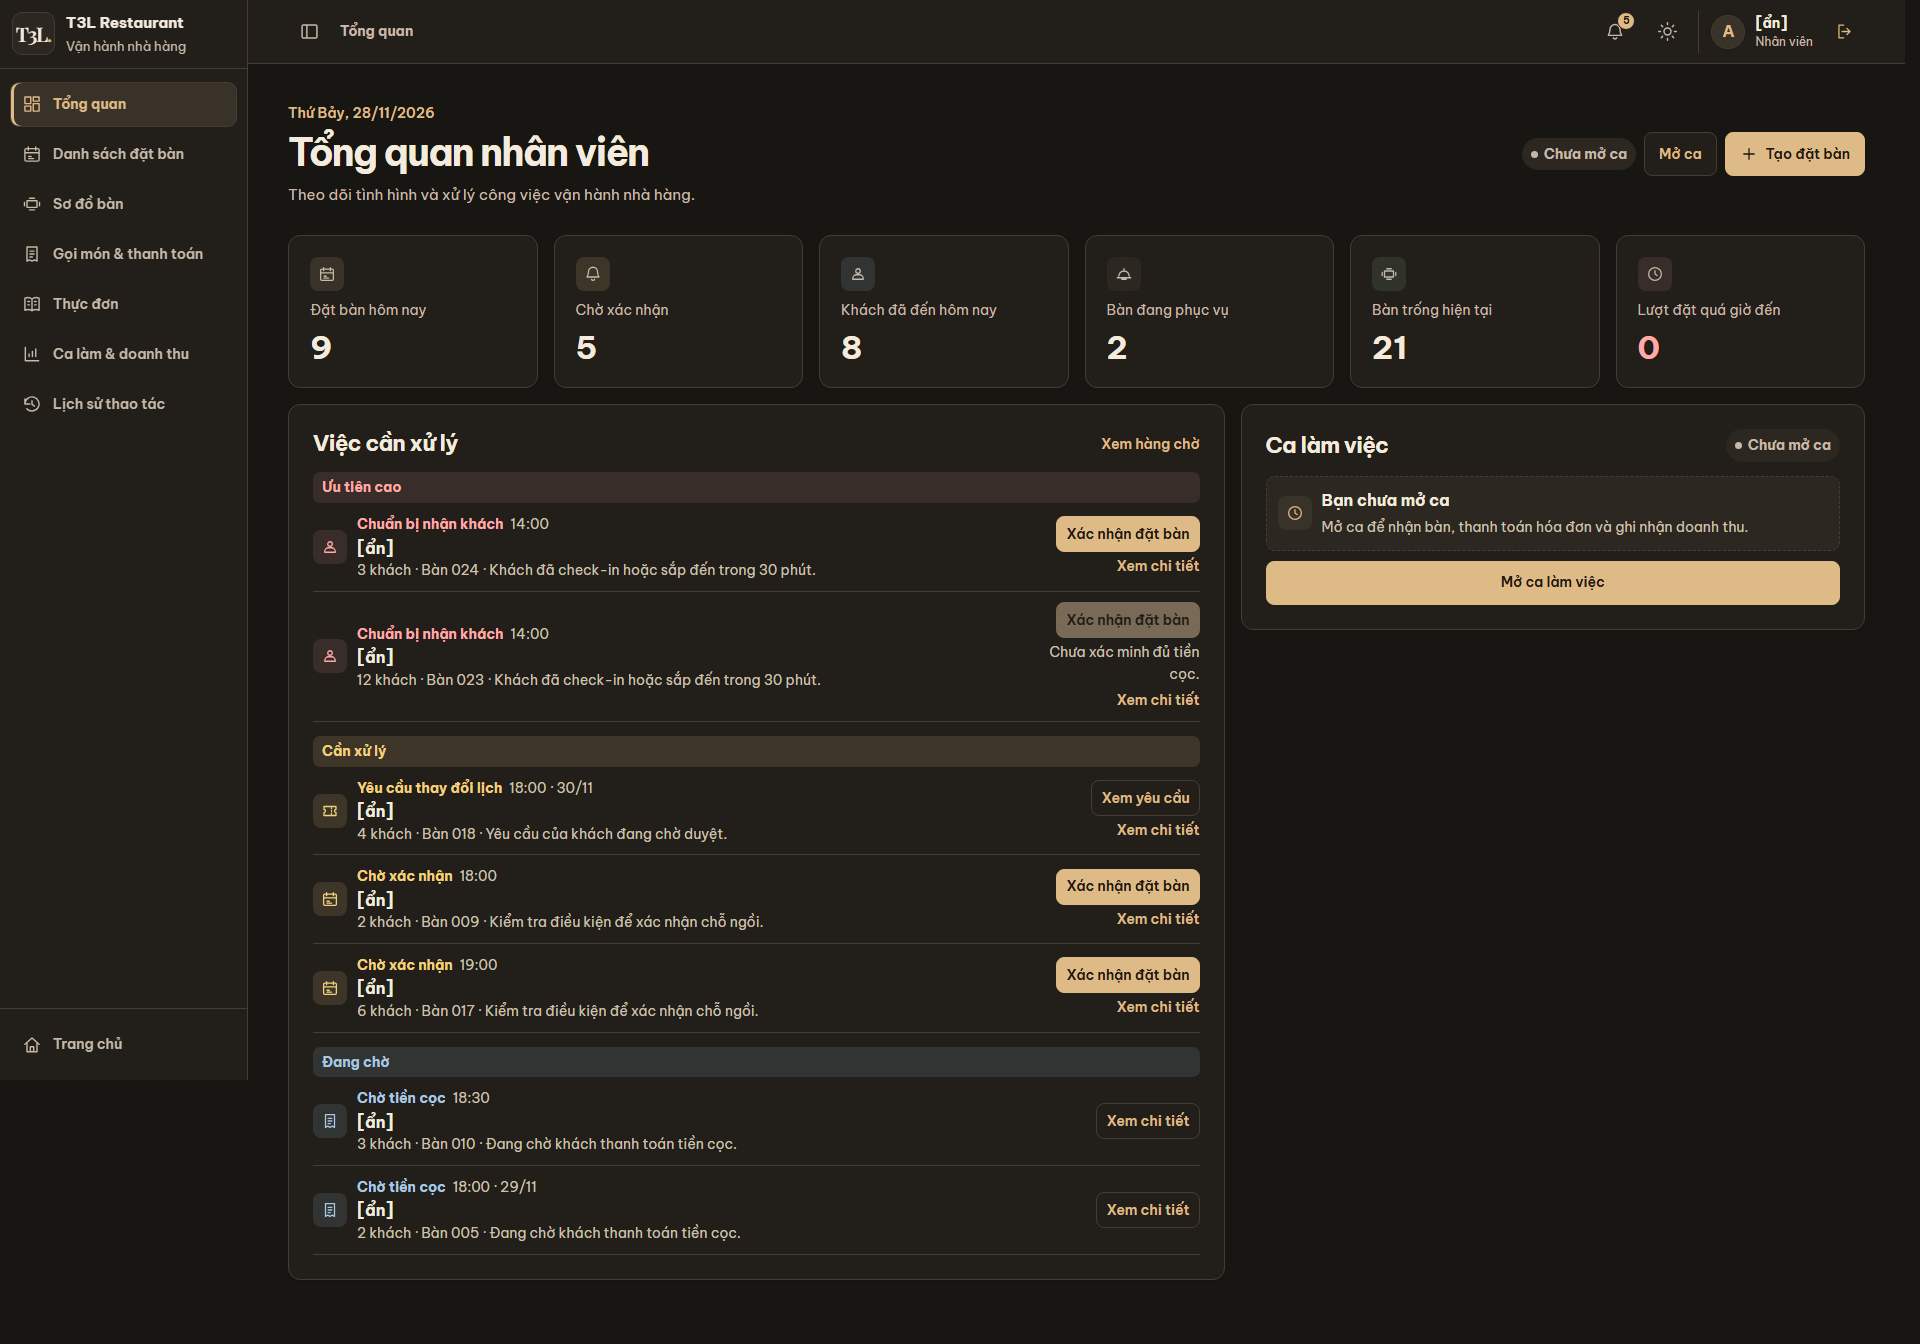 T3L.
T3L Restaurant
Vận hành nhà hàng
Tổng quan
Danh sách đặt bàn
Sơ đồ bàn
Gọi món & thanh toán
Thực đơn
Ca làm & doanh thu
Lịch sử thao tác
Trang chủ
Tổng quan
5
A
[ẩn]
Nhân viên
Thứ Bảy, 28/11/2026
Tổng quan nhân viên
Theo dõi tình hình và xử lý công việc vận hành nhà hàng.
Chưa mở ca
Mở ca
Tạo đặt bàn
Đặt bàn hôm nay
9
Chờ xác nhận
5
Khách đã đến hôm nay
8
Bàn đang phục vụ
2
Bàn trống hiện tại
21
Lượt đặt quá giờ đến
0
Việc cần xử lý
Xem hàng chờ
Ưu tiên cao
Chuẩn bị nhận khách 14:00
[ẩn]
3 khách · Bàn 024 · Khách đã check-in hoặc sắp đến trong 30 phút.
Xác nhận đặt bàn
Xem chi tiết
Chuẩn bị nhận khách 14:00
[ẩn]
12 khách · Bàn 023 · Khách đã check-in hoặc sắp đến trong 30 phút.
Xác nhận đặt bàn
Chưa xác minh đủ tiền
cọc.
Xem chi tiết
Cần xử lý
Yêu cầu thay đổi lịch 18:00 · 30/11
[ẩn]
4 khách · Bàn 018 · Yêu cầu của khách đang chờ duyệt.
Xem yêu cầu
Xem chi tiết
Chờ xác nhận 18:00
[ẩn]
2 khách · Bàn 009 · Kiểm tra điều kiện để xác nhận chỗ ngồi.
Xác nhận đặt bàn
Xem chi tiết
Chờ xác nhận 19:00
[ẩn]
6 khách · Bàn 017 · Kiểm tra điều kiện để xác nhận chỗ ngồi.
Xác nhận đặt bàn
Xem chi tiết
Đang chờ
Chờ tiền cọc 18:30
[ẩn]
3 khách · Bàn 010 · Đang chờ khách thanh toán tiền cọc.
Xem chi tiết
Chờ tiền cọc 18:00 · 29/11
[ẩn]
2 khách · Bàn 005 · Đang chờ khách thanh toán tiền cọc.
Xem chi tiết
Ca làm việc
Chưa mở ca
Bạn chưa mở ca
Mở ca để nhận bàn, thanh toán hóa đơn và ghi nhận doanh thu.
Mở ca làm việc